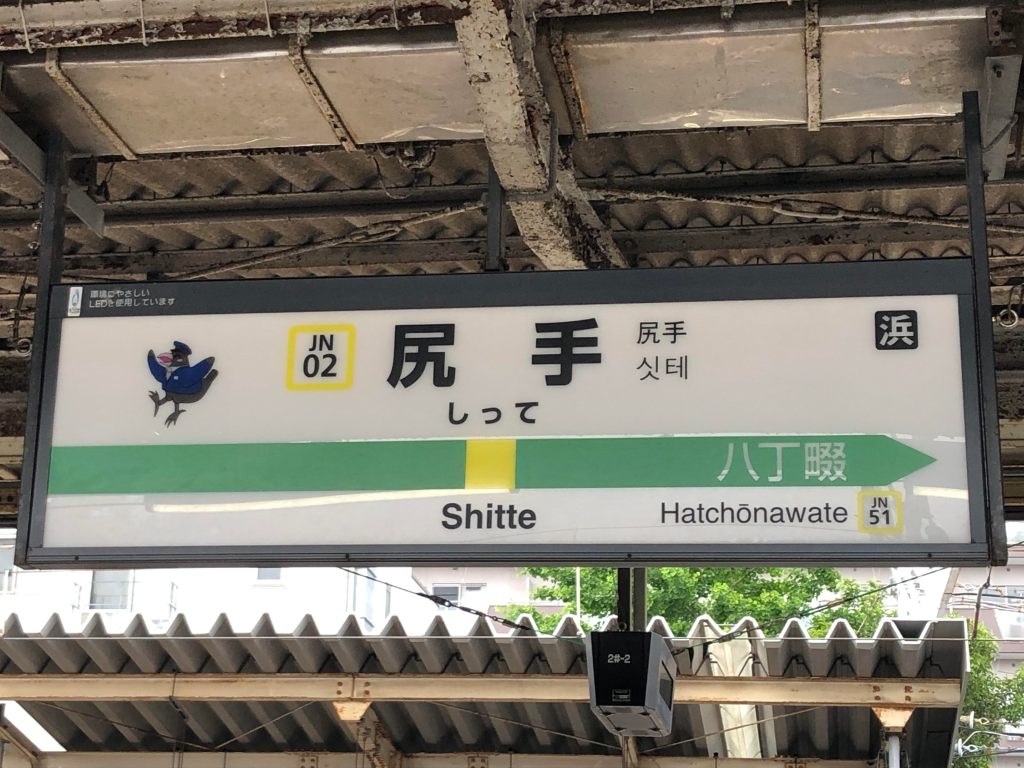 環境にやさしい
LEDを使用しています
JN
02
尻手
尻手
싯테
浜
しって
八丁畷
Shitte
Hatchōnawate
JN
51
2#-2